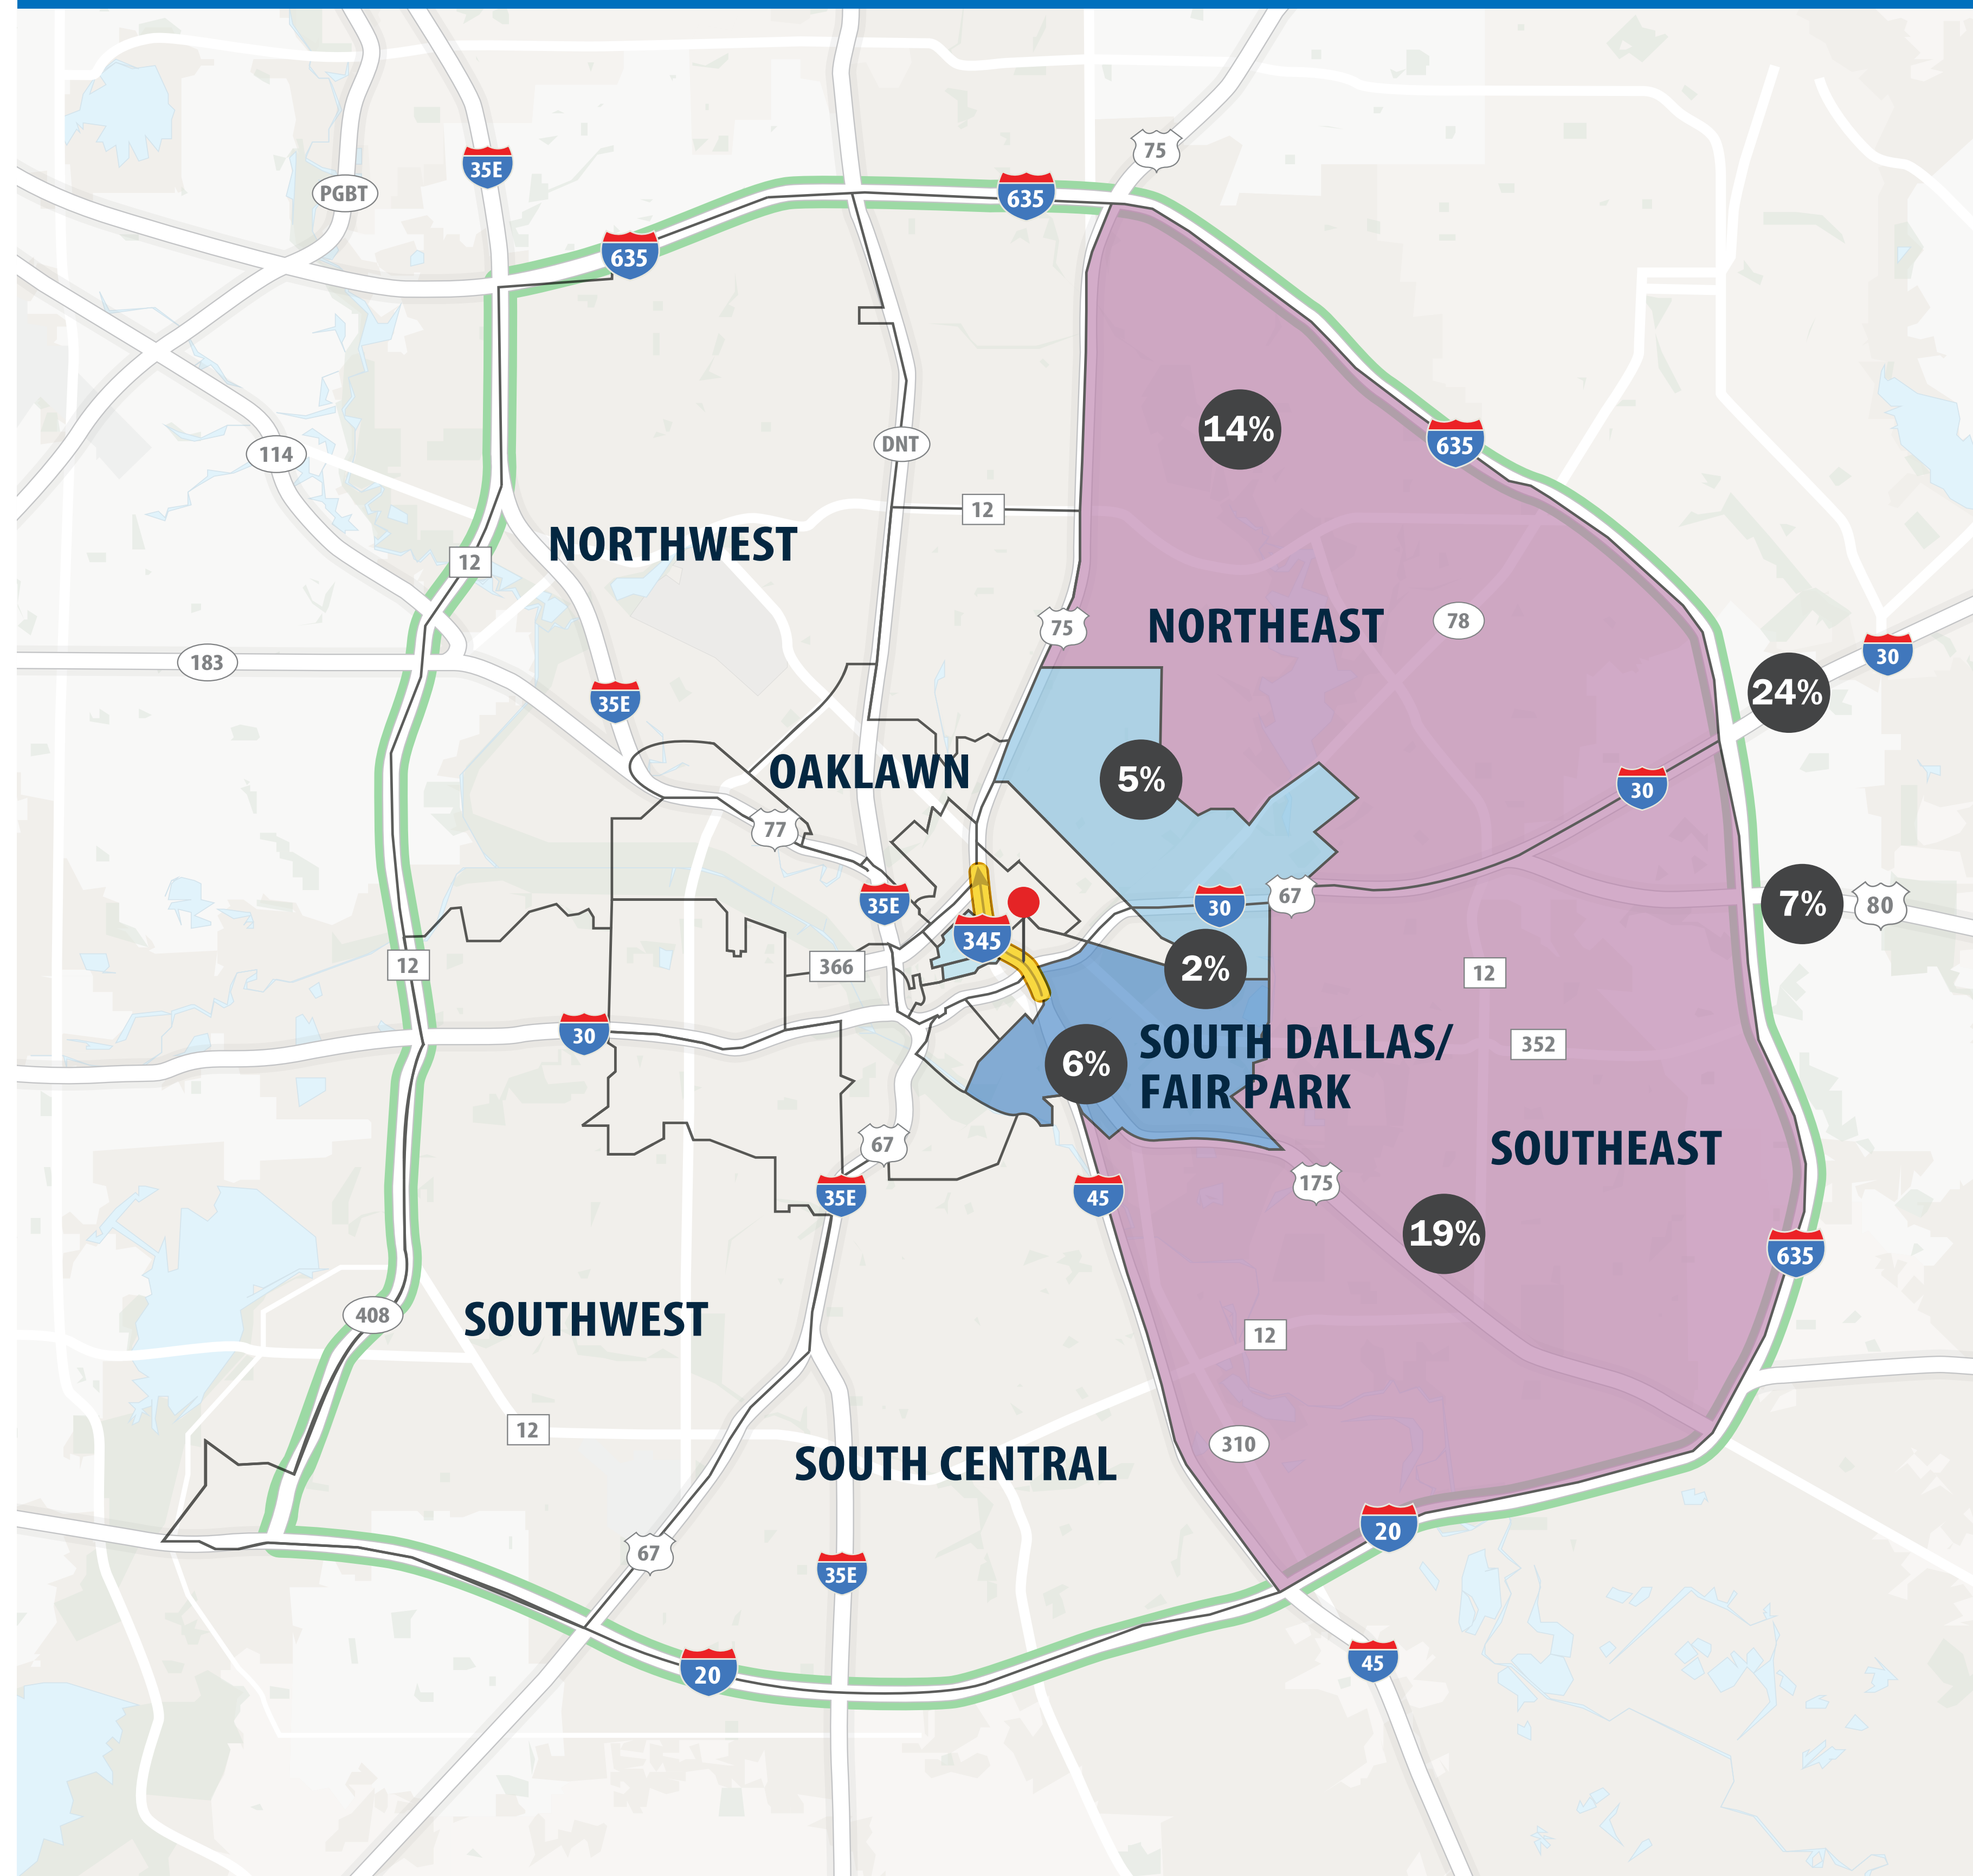 75
35E
PGBT
635
635
14%
635
DNT
114
12
NORTHWEST
12
75
NORTHEAST
78
30
183
24%
35E
OAKLAWN
5%
30
77
35E
30
67
7%
80
345
366
2%
12
12
30
SOUTH DALLAS/
FAIR PARK
352
6%
67
SOUTHEAST
35E
45
175
19%
635
408
SOUTHWEST
12
12
SOUTH CENTRAL
310
20
67
35E
20
45